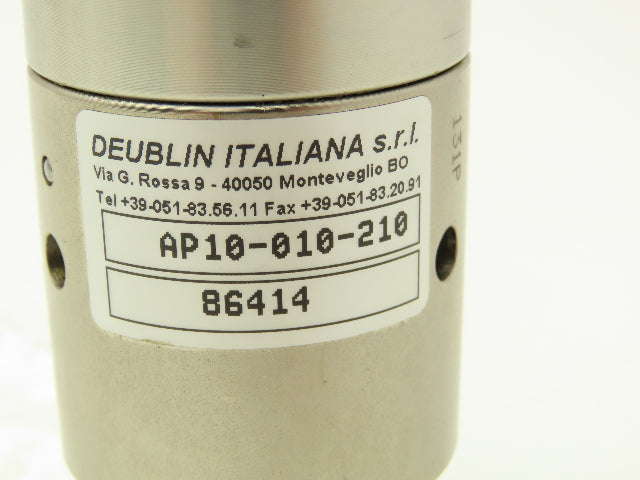 DEUBLIN ITALIANA s.r.l.
Via G. Rossa 9 - 40050 Monteveglio BO
Tel +39-051-83.56.11 Fax +39-051-83.20.91
AP10-010-210
86414
131P